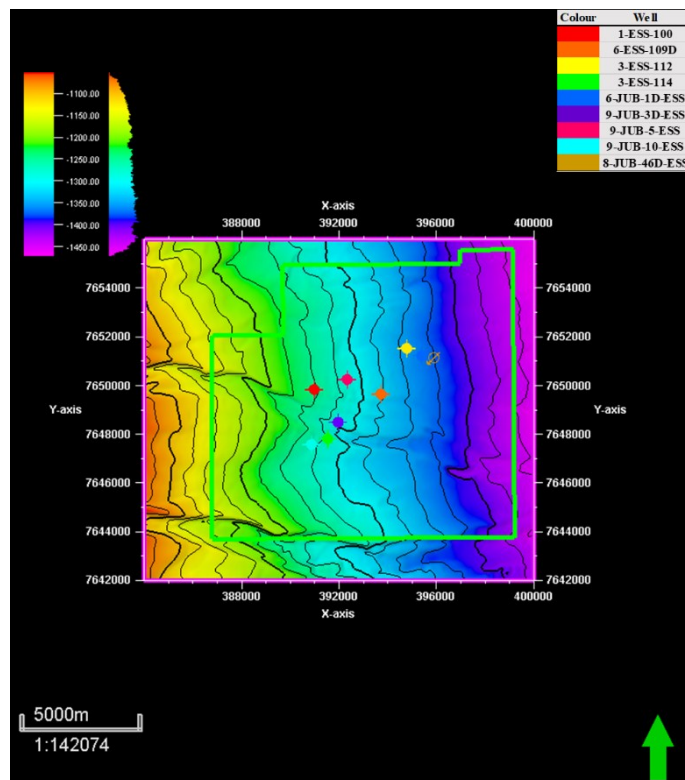 Colour Well
1-ESS-100
6-ESS-109D
3-ESS-112
3-ESS-114
6-JUB-1D-ESS
9-JUB-3D-ESS
9-JUB-5-ESS
9-JUB-10-ESS
8-JUB-46D-ESS
-1100.00
-1150.00
-1200.00
-1250.00
-1300.00
-1350.00
-1400.00
-1450.00
X-axis
388000 392000 396000 400000
7654000 7654000
7652000 7652000
7650000 7650000
Y-axis Y-axis
7648000 7648000
7646000 7646000
7644000 7644000
7642000 7642000
388000 392000 396000 400000
X-axis
5000m
1:142074